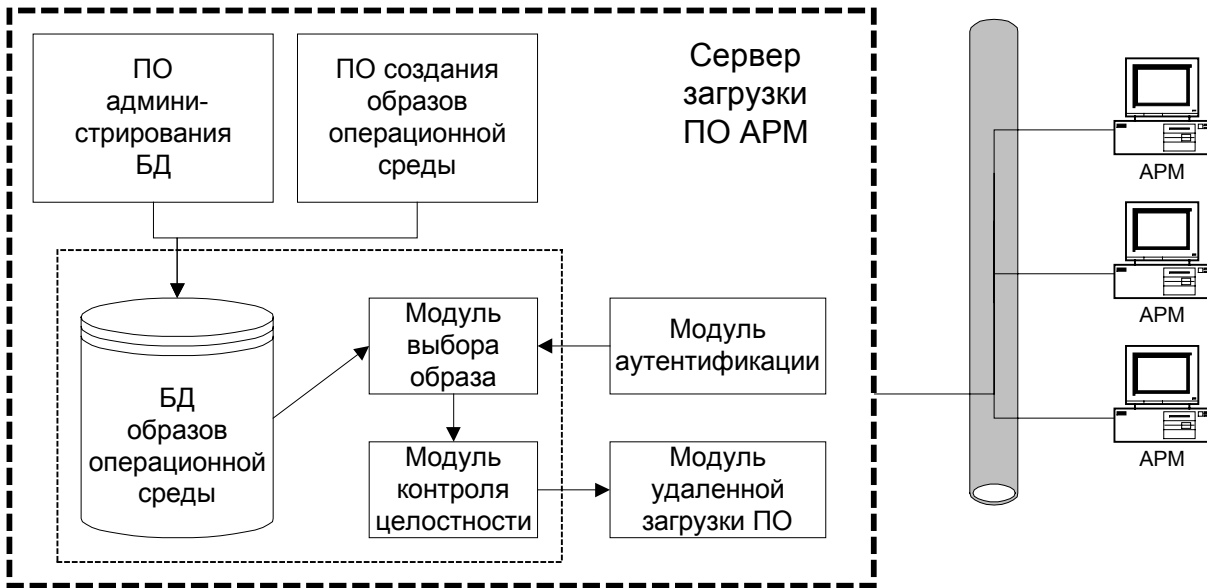 ПО
админи-
стрирования
БД
ПО создания
образов
операционной
среды
Сервер
загрузки
ПО АРМ
АРМ
АРМ
АРМ
БД
образов
операционной
среды
Модуль
выбора
образа
Модуль
аутентификации
Модуль
контроля
целостности
Модуль
удаленной
загрузки ПО